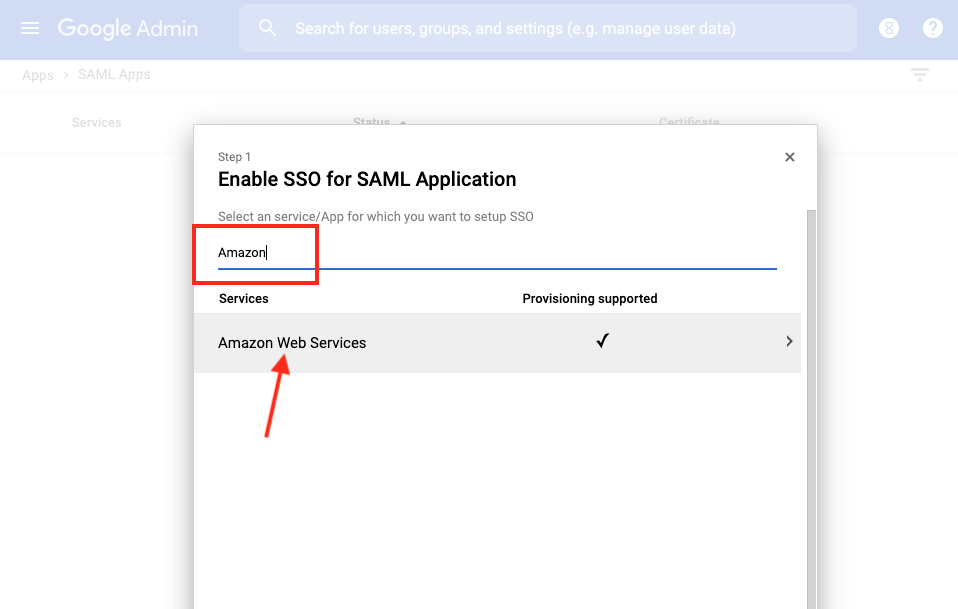 Google Admin
Search for users, groups, and settings (e.g. manage user data)
8
?
Apps > SAML Apps
Services Status Certificate
Step 1
Enable SSO for SAML Application
Select an service/App for which you want to setup SSO
Amazon
Services Provisioning supported
Amazon Web Services